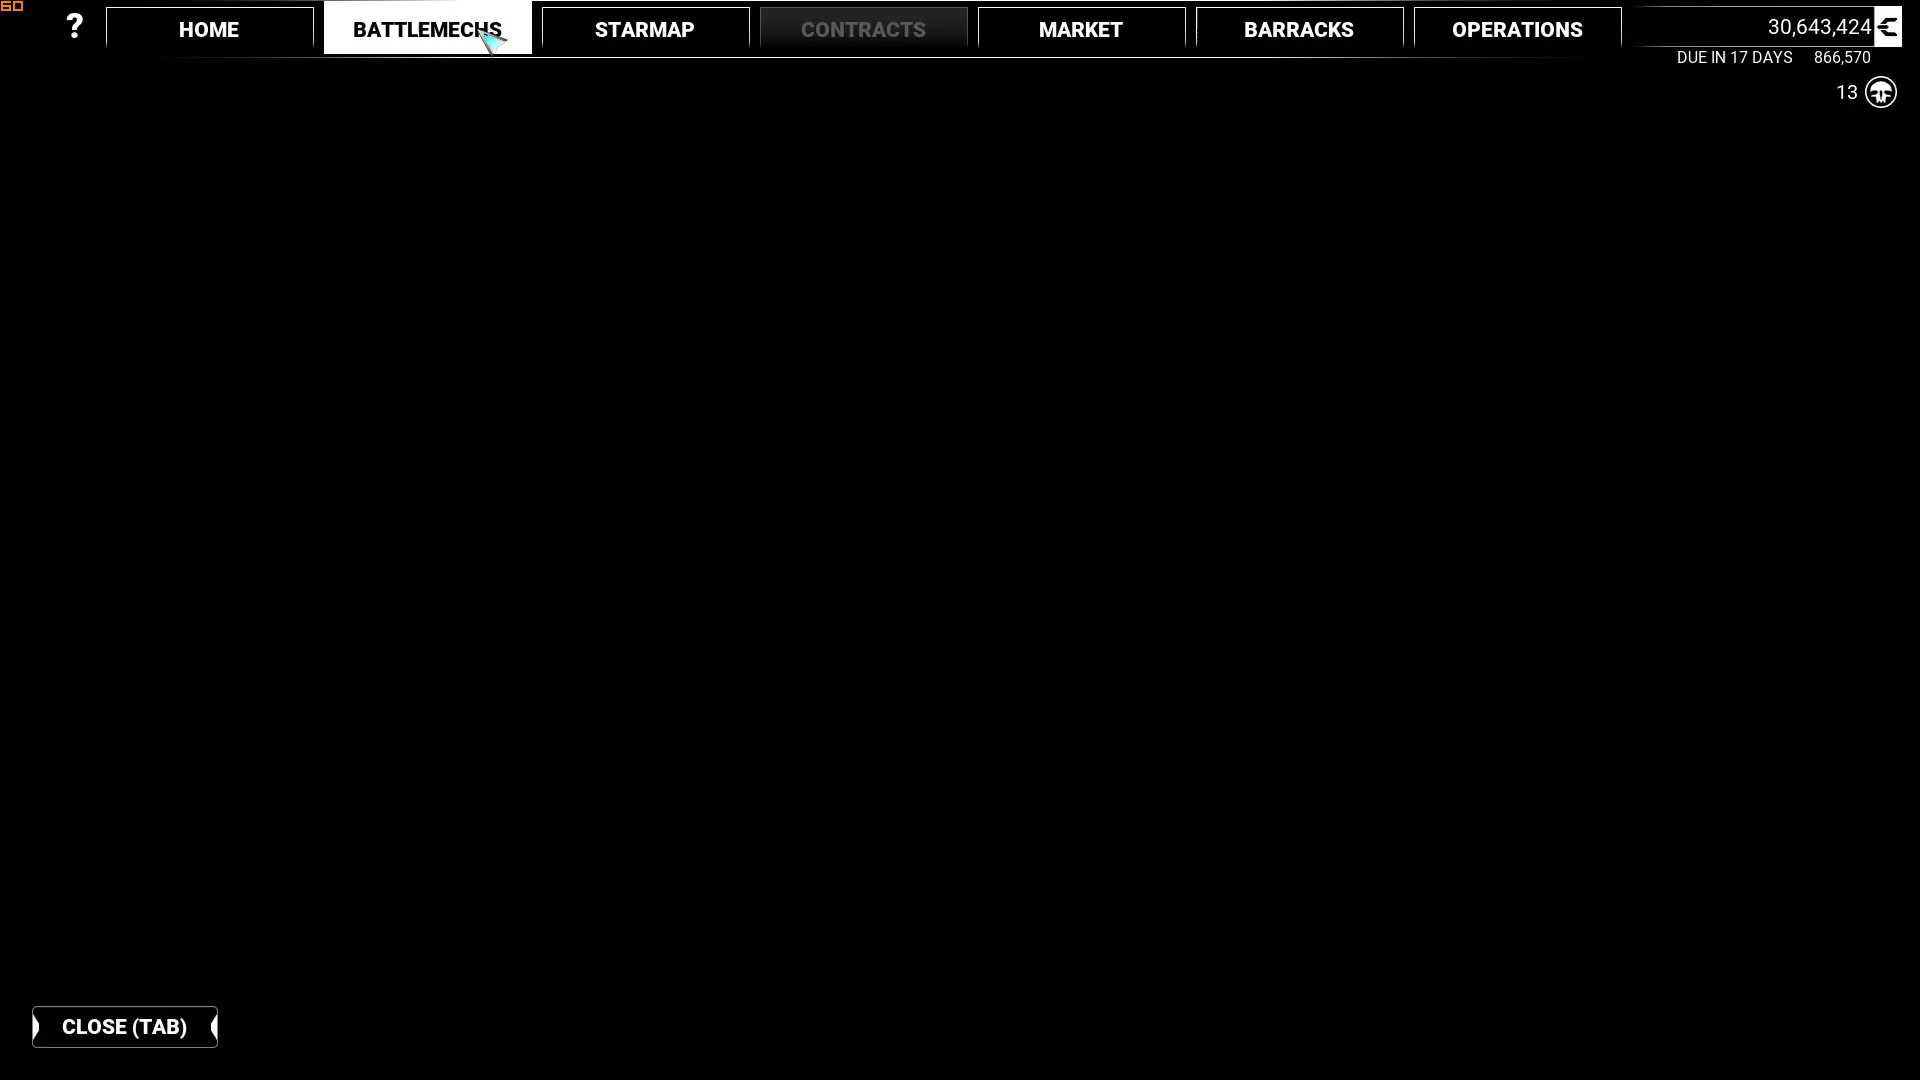 60
?
HOME
BATTLEMECHS
STARMAP
CONTRACTS
MARKET
BARRACKS
OPERATIONS
30,643,424
DUE IN 17 DAYS 866,570
13
CLOSE (TAB)